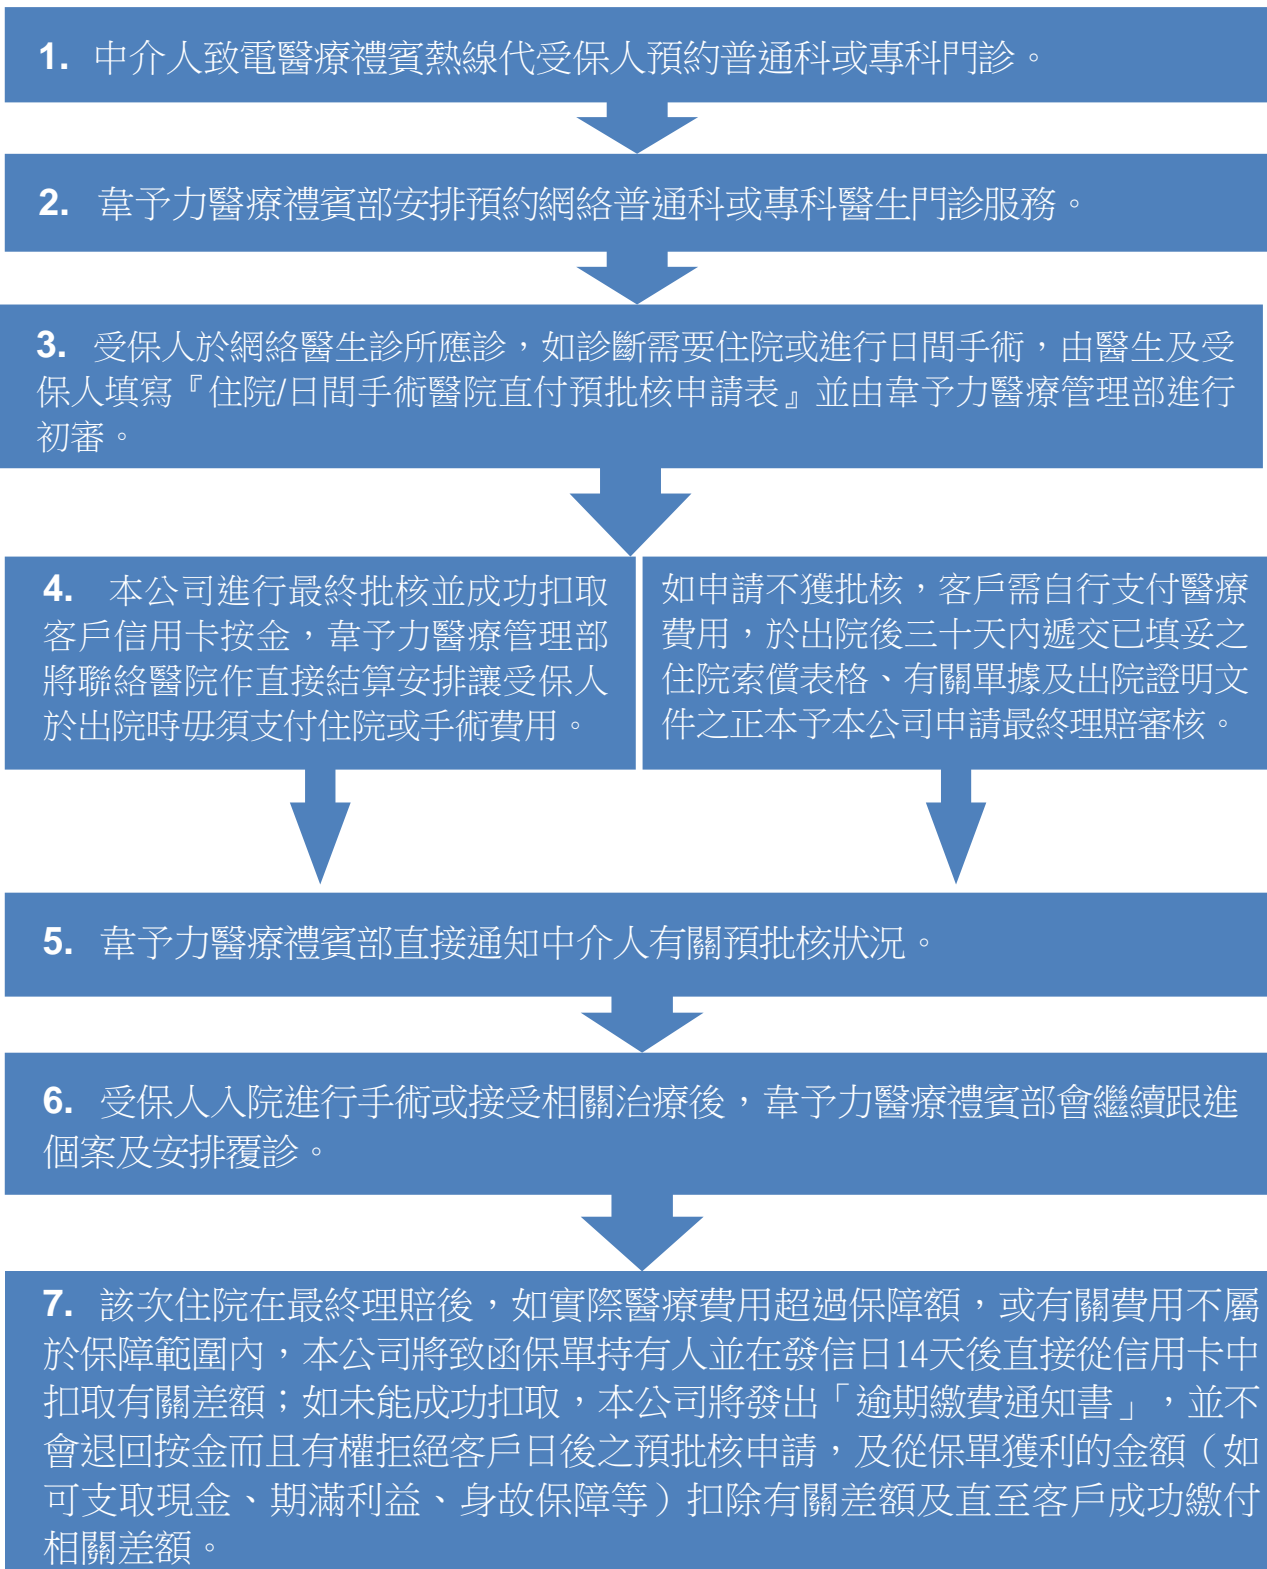 1. 中介人致電醫療禮賓熱線代受保人預約普通科或專科門診。
2. 韋予力醫療禮賓部安排預約網絡普通科或專科醫生門診服務。
3. 受保人於網絡醫生診所應診，如診斷需要住院或進行日間手術，由醫生及受
保人填寫『住院/日間手術醫院直付預批核申請表』並由韋予力醫療管理部進行
初審。
4. 本公司進行最終批核並成功扣取
客戶信用卡按金，韋予力醫療管理部
將聯絡醫院作直接結算安排讓受保人
於出院時毋須支付住院或手術費用。
如申請不獲批核，客戶需自行支付醫療
費用，於出院後三十天內遞交已填妥之
住院索償表格、有關單據及出院證明文
件之正本予本公司申請最終理賠審核。
5. 韋予力醫療禮賓部直接通知中介人有關預批核狀況。
6. 受保人入院進行手術或接受相關治療後，韋予力醫療禮賓部會繼續跟進
個案及安排覆診。
7. 該次住院在最終理賠後，如實際醫療費用超過保障額，或有關費用不屬
於保障範圍內，本公司將致函保單持有人並在發信日14天後直接從信用卡中
扣取有關差額；如未能成功扣取，本公司將發出「逾期繳費通知書」，並不
會退回按金而且有權拒絕客戶日後之預批核申請，及從保單獲利的金額（如
可支取現金、期滿利益、身故保障等）扣除有關差額及直至客戶成功繳付
相關差額。